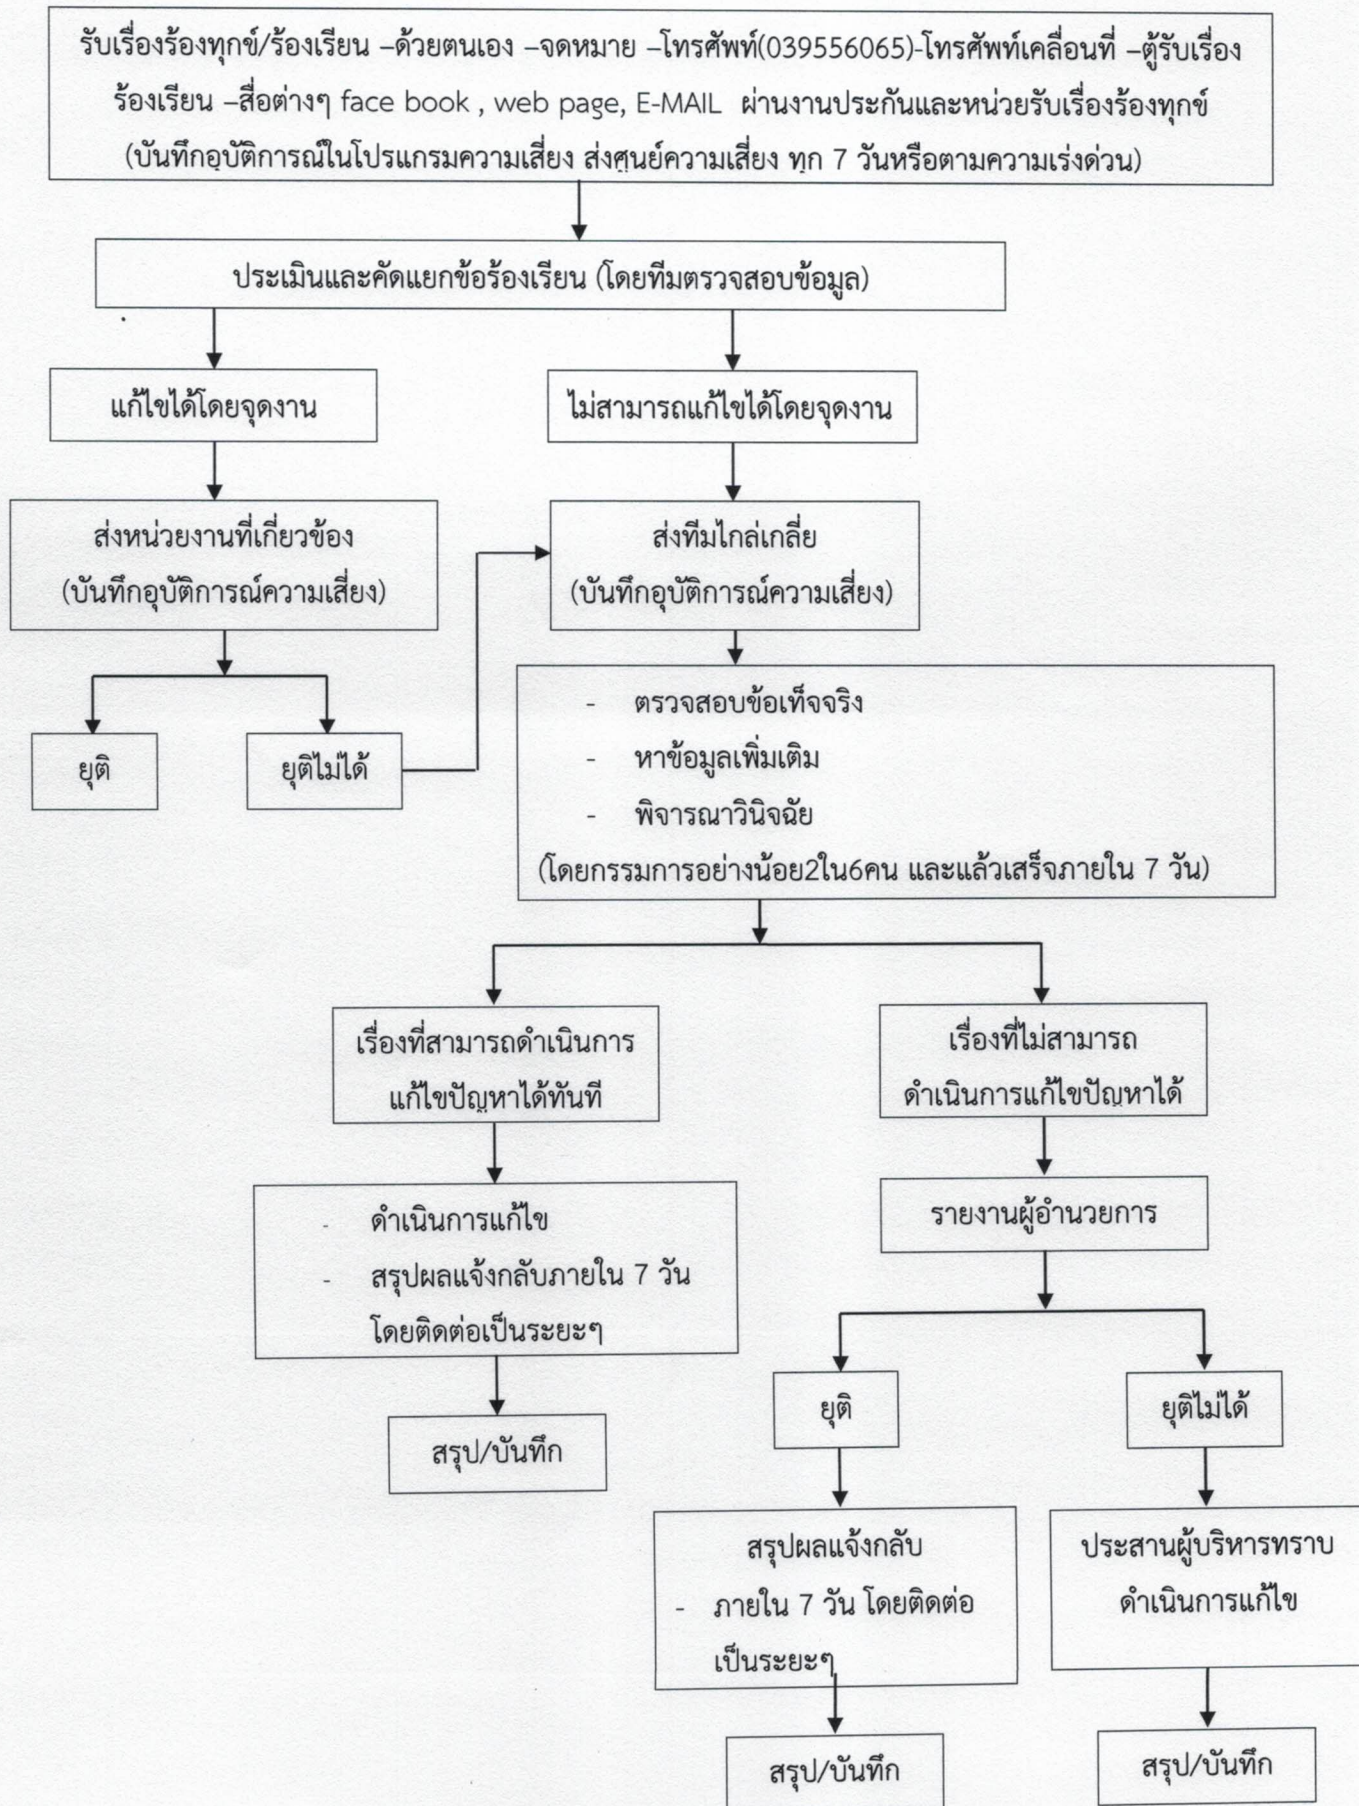 รับเรื่องร้องทุกข์/ร้องเรียน –ด้วยตนเอง –จดหมาย –โทรศัพท์(039556065)-โทรศัพท์เคลื่อนที่ –ตู้รับเรื่อง
ร้องเรียน –สื่อต่างๆ face book , web page, E-MAIL ผ่านงานประกันและหน่วยรับเรื่องร้องทุกข์
(บันทึกอุบัติการณ์ในโปรแกรมความเสี่ยง ส่งศูนย์ความเสี่ยง ทุก 7 วันหรือตามความเร่งด่วน)
ประเมินและคัดแยกข้อร้องเรียน (โดยทีมตรวจสอบข้อมูล)
แก้ไขได้โดยจุดงาน
ไม่สามารถแก้ไขได้โดยจุดงาน
ส่งหน่วยงานที่เกี่ยวข้อง
(บันทึกอุบัติการณ์ความเสี่ยง)
ส่งทีมไกล่เกลี่ย
(บันทึกอุบัติการณ์ความเสี่ยง)
ยุติ
ยุติไม่ได้
- ตรวจสอบข้อเท็จจริง
- หาข้อมูลเพิ่มเติม
- พิจารณาวินิจฉัย
(โดยกรรมการอย่างน้อย2ใน6คน และแล้วเสร็จภายใน 7 วัน)
เรื่องที่สามารถดำเนินการ
แก้ไขปัญหาได้ทันที
เรื่องที่ไม่สามารถ
ดำเนินการแก้ไขปัญหาได้
- ดำเนินการแก้ไข
- สรุปผลแจ้งกลับภายใน 7 วัน
โดยติดต่อเป็นระยะๆ
รายงานผู้อำนวยการ
สรุป/บันทึก
ยุติ
ยุติไม่ได้
สรุปผลแจ้งกลับ
- ภายใน 7 วัน โดยติดต่อ
เป็นระยะๆ
ประสานผู้บริหารทราบ
ดำเนินการแก้ไข
สรุป/บันทึก
สรุป/บันทึก